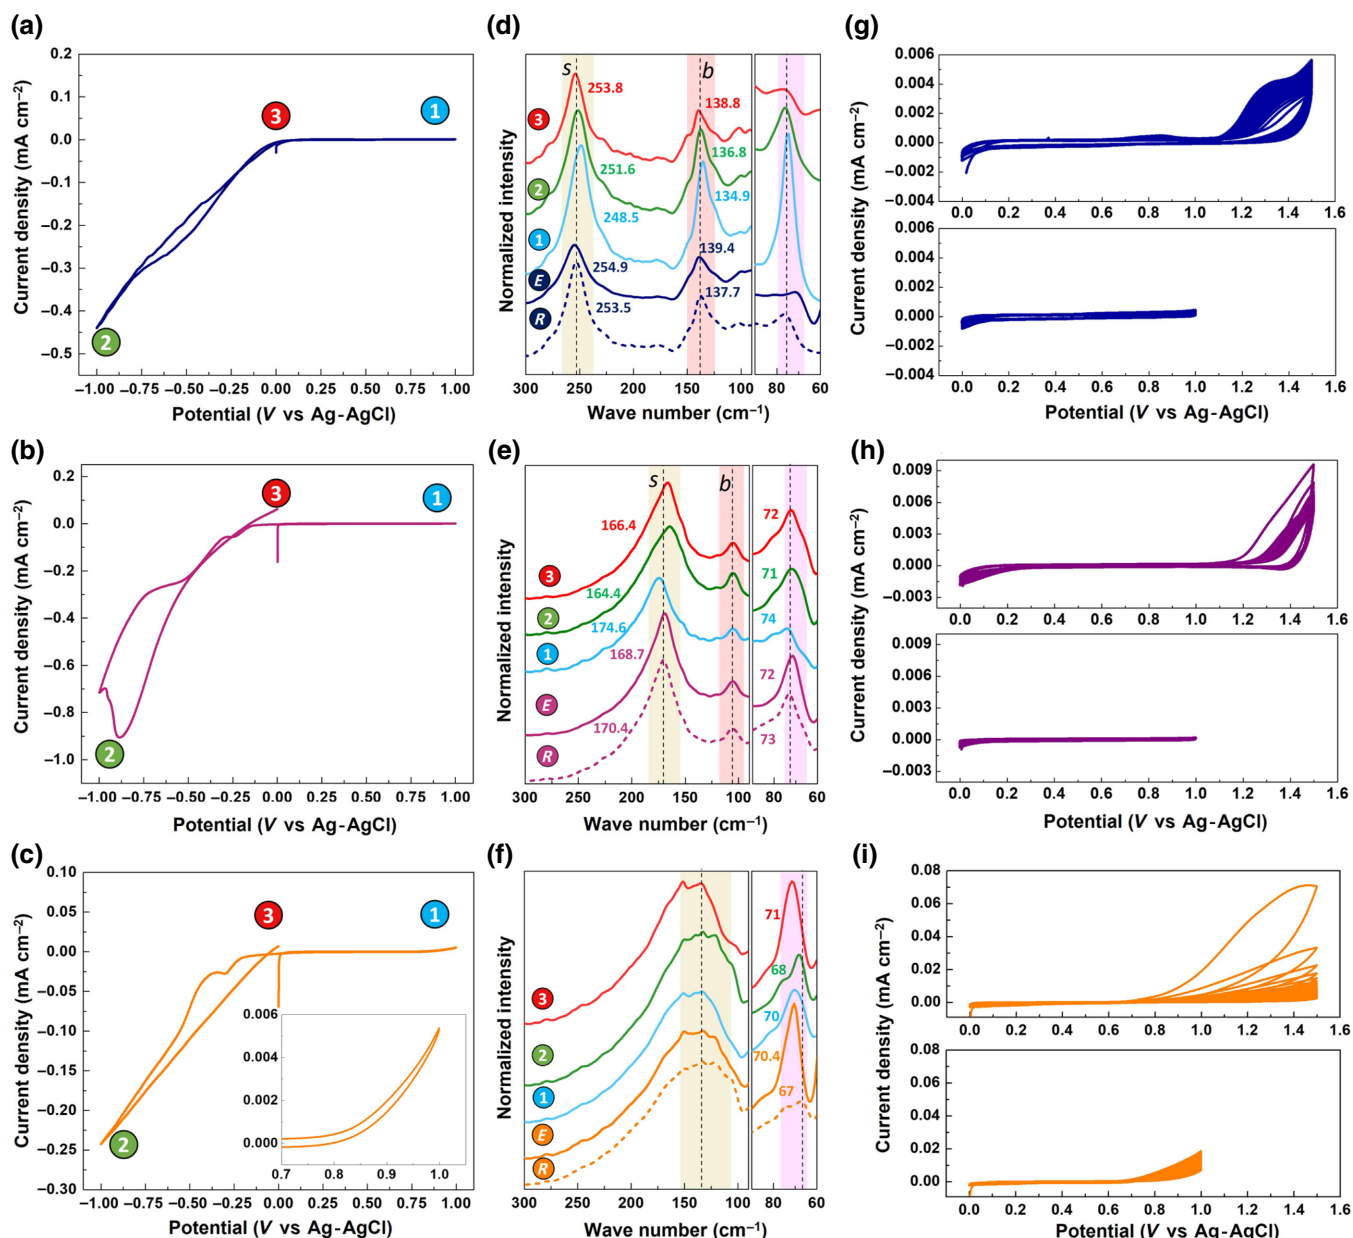 (a)
Current density (mA cm−2)
0.2
0.1
0.0
−0.1
−0.2
−0.3
−0.4
−0.5
3
1
2
−1.00 −0.75 −0.50 −0.25 0.00 0.25 0.50 0.75 1.00
Potential (V vs Ag-AgCl)
(d)
Normalized intensity
s
b
253.8
138.8
3
251.6
136.8
2
248.5
134.9
1
139.4
E
254.9
137.7
R
253.5
300 250 200 150 100 80 60
Wave number (cm−1)
(g)
Current density (mA cm−2)
0.006
0.004
0.002
0.000
−0.002
−0.004
0.0 0.2 0.4 0.6 0.8 1.0 1.2 1.4 1.6
0.006
0.004
0.002
0.000
−0.002
−0.004
0.0 0.2 0.4 0.6 0.8 1.0 1.2 1.4 1.6
Potential (V vs Ag-AgCl)
(b)
Current density (mA cm−2)
0.2
0.0
−0.2
−0.4
−0.6
−0.8
−1.0
3
1
2
−1.00 −0.75 −0.50 −0.25 0.00 0.25 0.50 0.75 1.00
Potential (V vs Ag-AgCl)
(e)
Normalized intensity
s
b
166.4
72
3
71
164.4
2
174.6
74
1
168.7
72
E
170.4
73
R
300 250 200 150 100 80 60
Wave number (cm−1)
(h)
Current density (mA cm−2)
0.009
0.006
0.003
0.000
−0.003
0.0 0.2 0.4 0.6 0.8 1.0 1.2 1.4 1.6
0.009
0.006
0.003
0.000
−0.003
0.0 0.2 0.4 0.6 0.8 1.0 1.2 1.4 1.6
Potential (V vs Ag-AgCl)
(c)
Current density (mA cm−2)
0.10
0.05
0.00
−0.05
−0.10
−0.15
−0.20
−0.25
−0.30
3
1
2
0.006
0.004
0.002
0.000
0.7 0.8 0.9 1.0
−1.00 −0.75 −0.50 −0.25 0.00 0.25 0.50 0.75 1.00
Potential (V vs Ag-AgCl)
(f)
Normalized intensity
71
3
68
2
70
1
70.4
E
67
R
300 250 200 150 100 80 60
Wave number (cm−1)
(i)
Current density (mA cm−2)
0.08
0.06
0.04
0.02
0.00
0.0 0.2 0.4 0.6 0.8 1.0 1.2 1.4 1.6
0.08
0.06
0.04
0.02
0.00
0.0 0.2 0.4 0.6 0.8 1.0 1.2 1.4 1.6
Potential (V vs Ag-AgCl)